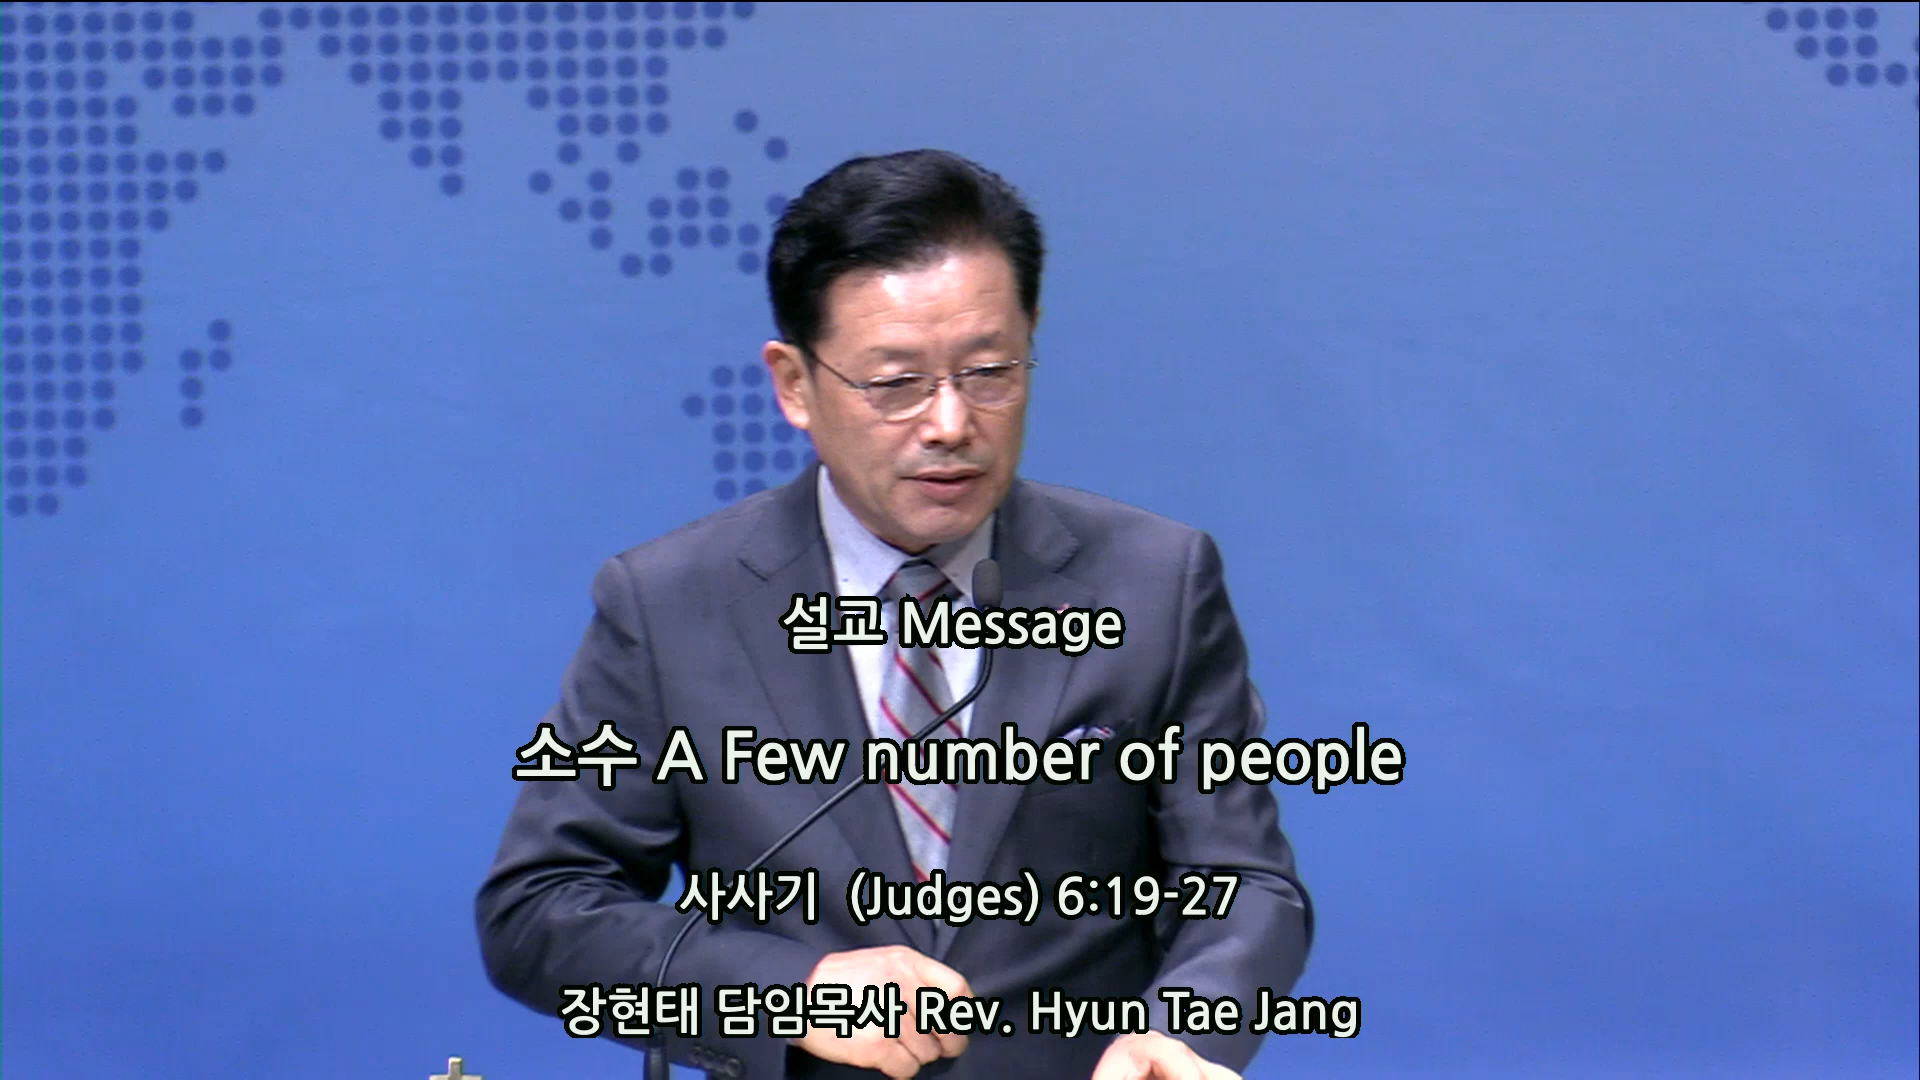 설교 Message
소수 A Few number of people
사사기 (Judges) 6:19-27
장현태 담임목사 Rev. Hyun Tae Jang